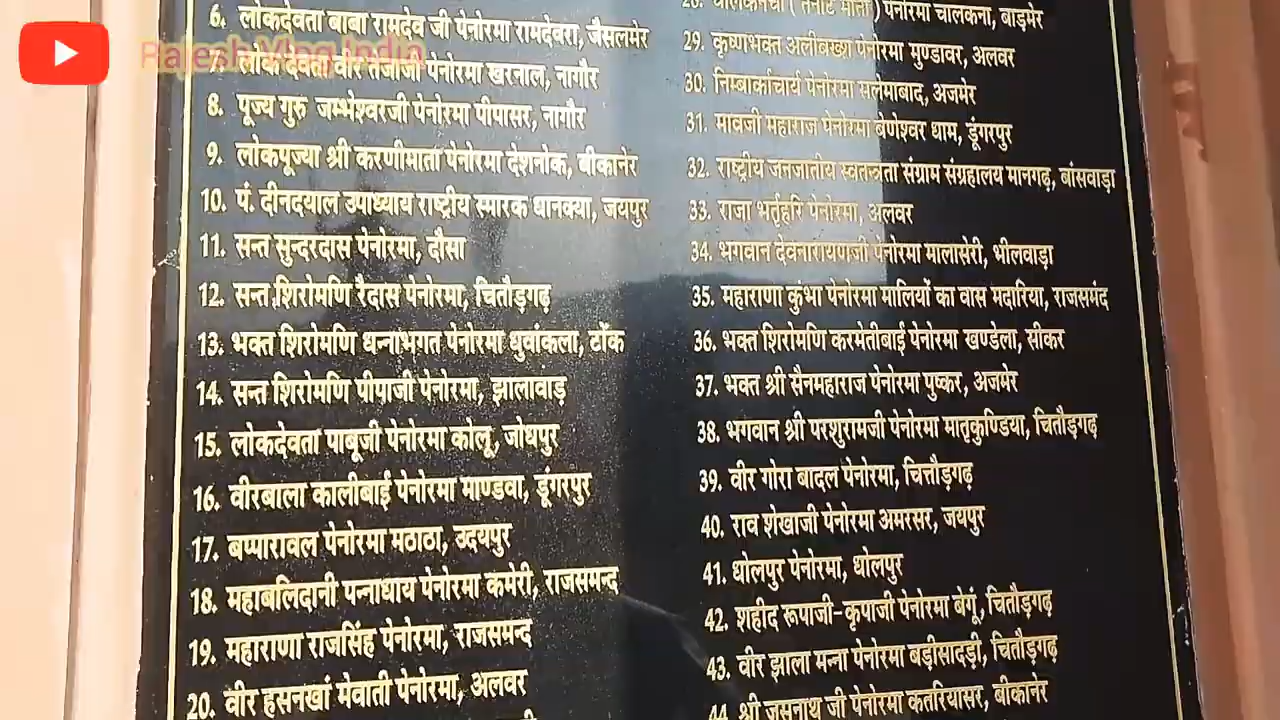 Rajesh Vlog India
6. लोकदेवता बाबा रामदेव जी पेनोरमा रामदेवरा, जैसलमेर
7. लोक देवता वीर तेजाजी पेनोरमा खरनाल, नागौर
8. पूज्य गुरु जम्भेश्वरजी पेनोरमा पीपासर, नागौर
9. लोकपूज्या श्री करणीमाता पेनोरमा देशनोक, बीकानेर
10. पं. दीनदयाल उपाध्याय राष्ट्रीय स्मारक धानक्या, जयपुर
11. सन्त सुन्दरदास पेनोरमा, दौसा
12. सन्त शिरोमणि रैदास पेनोरमा, चितौड़गढ़
13. भक्त शिरोमणि धन्नाभगत पेनोरमा धुवांकला, टोंक
14. सन्त शिरोमणि पीपाजी पेनोरमा, झालावाड़
15. लोकदेवता पाबूजी पेनोरमा कोलू, जोधपुर
16. वीरबाला कालीबाई पेनोरमा माण्डवा, डूंगरपुर
17. बप्पारावल पेनोरमा मठाठा, उदयपुर
18. महाबलिदानी पन्नाधाय पेनोरमा कमेरी, राजसमन्द
19. महाराणा राजसिंह पेनोरमा, राजसमन्द
20. वीर हसनखां मेवाती पेनोरमा, अलवर
पेनोरमा चालकना, बाड़मेर
29. कृष्णभक्त अलीबख्श पेनोरमा मुण्डावर, अलवर
30. निम्बार्काचार्य पेनोरमा सलेमाबाद, अजमेर
31. मावजी महाराज पेनोरमा बेणेश्वर धाम, डूंगरपुर
32. राष्ट्रीय जनजातीय स्वतन्त्रता संग्राम संग्रहालय मानगढ़, बांसवाड़ा
33. राजा भर्तृहरि पेनोरमा, अलवर
34. भगवान देवनारायणजी पेनोरमा मालासेरी, भीलवाड़ा
35. महाराणा कुंभा पेनोरमा मालियों का वास मदारिया, राजसमंद
36. भक्त शिरोमणि करमेतीबाई पेनोरमा खण्डेला, सीकर
37. भक्त श्री सैनमहाराज पेनोरमा पुष्कर, अजमेर
38. भगवान श्री परशुरामजी पेनोरमा मातृकुण्डिया, चितौड़गढ़
39. वीर गोरा बादल पेनोरमा, चित्तौड़गढ़
40. राव शेखाजी पेनोरमा अमरसर, जयपुर
41. धोलपुर पेनोरमा, धोलपुर
42. शहीद रूपाजी-कृपाजी पेनोरमा बेगूं, चितौड़गढ़
43. वीर झाला मन्ना पेनोरमा बड़ीसादड़ी, चितौड़गढ़
44 श्री जसनाथ जी पेनोरमा कतरियासर, बीकानेर